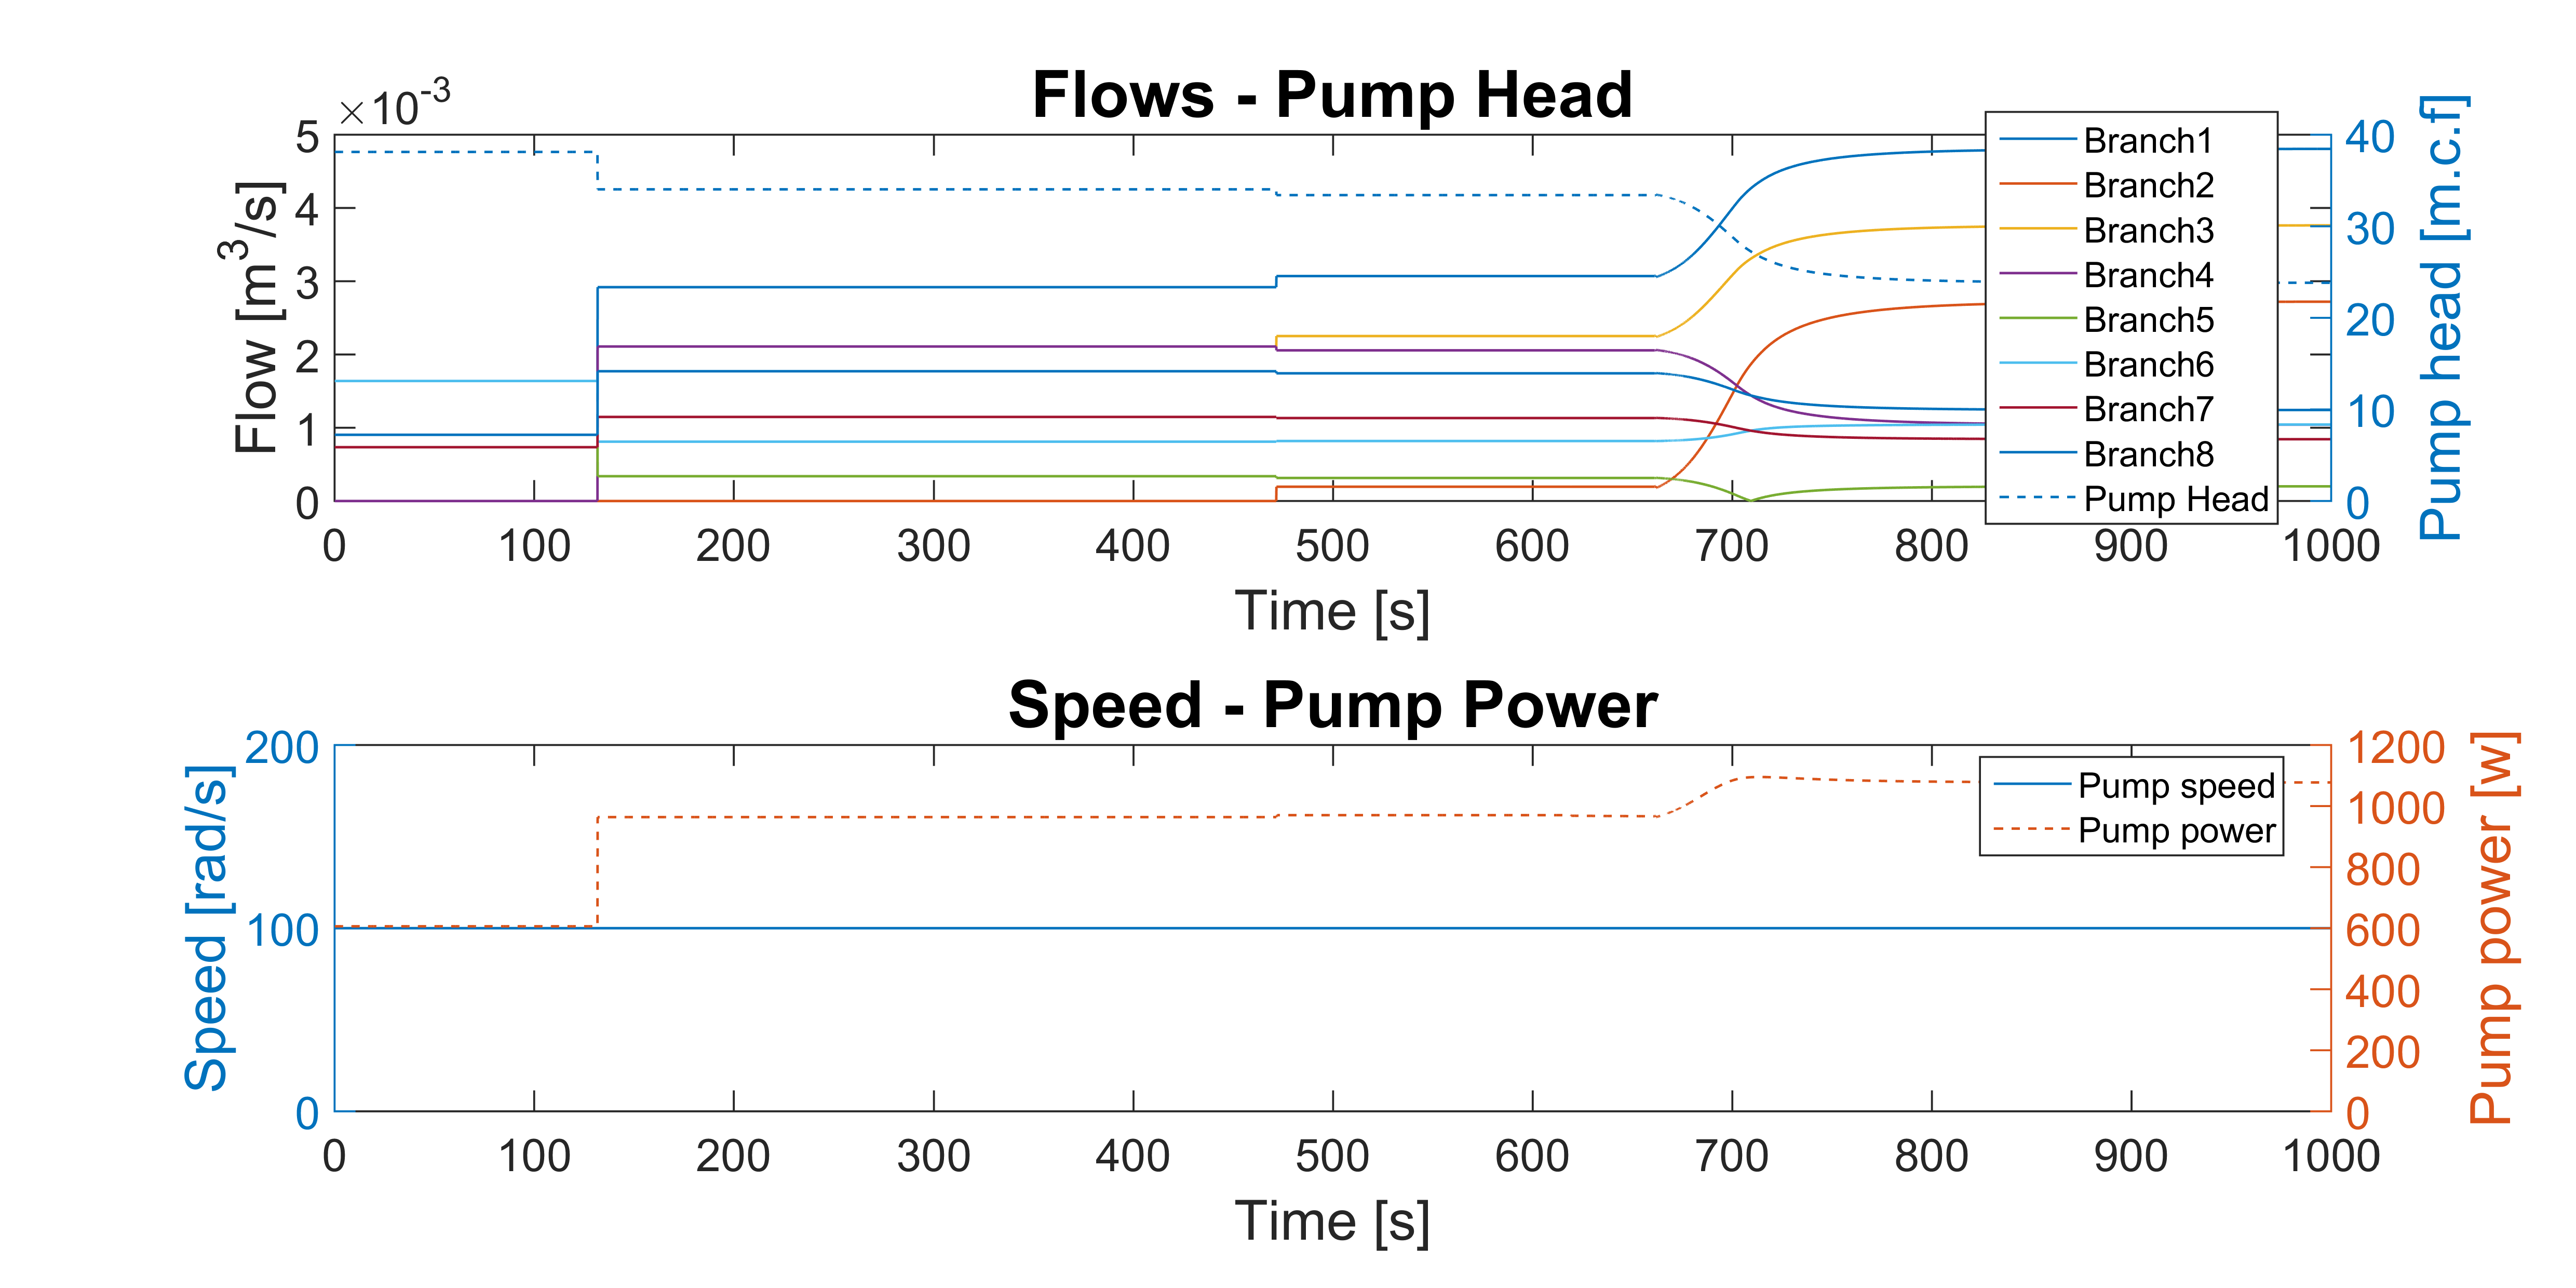 Flows - Pump Head
×10⁻³
5
4
3
2
1
0
Flow [m³/s]
40
30
20
10
0
Pump head [m.c.f]
Branch1
Branch2
Branch3
Branch4
Branch5
Branch6
Branch7
Branch8
Pump Head
0 100 200 300 400 500 600 700 800 900 1000
Time [s]
Speed - Pump Power
200
100
0
Speed [rad/s]
1200
1000
800
600
400
200
0
Pump power [w]
Pump speed
Pump power
0 100 200 300 400 500 600 700 800 900 1000
Time [s]